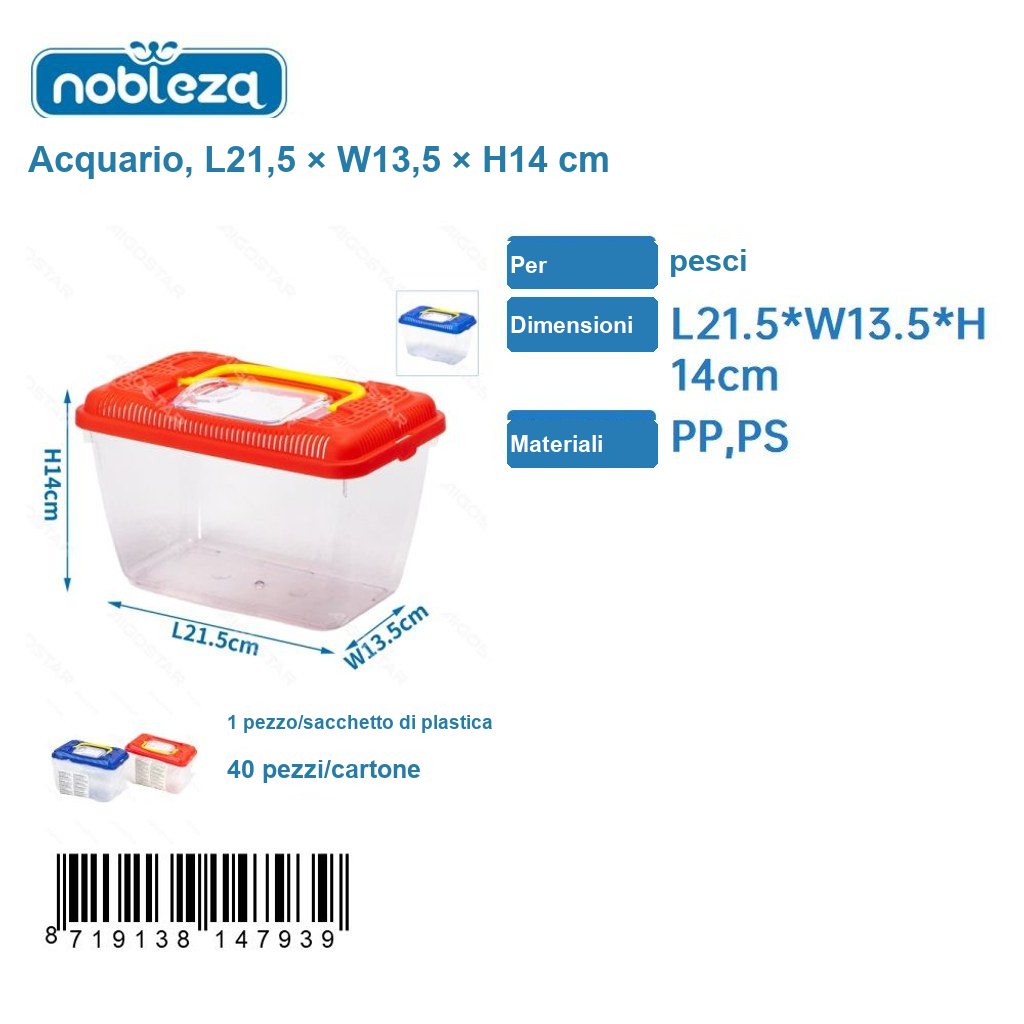 nobleza
Acquario, L21,5 × W13,5 × H14 cm
Per
pesci
Dimensioni
L21.5*W13.5*H
14cm
Materiali
PP,PS
AIGOSTAR
H14cm
L21.5cm
W13.5cm
1 pezzo/sacchetto di plastica
40 pezzi/cartone
8 719138 147939